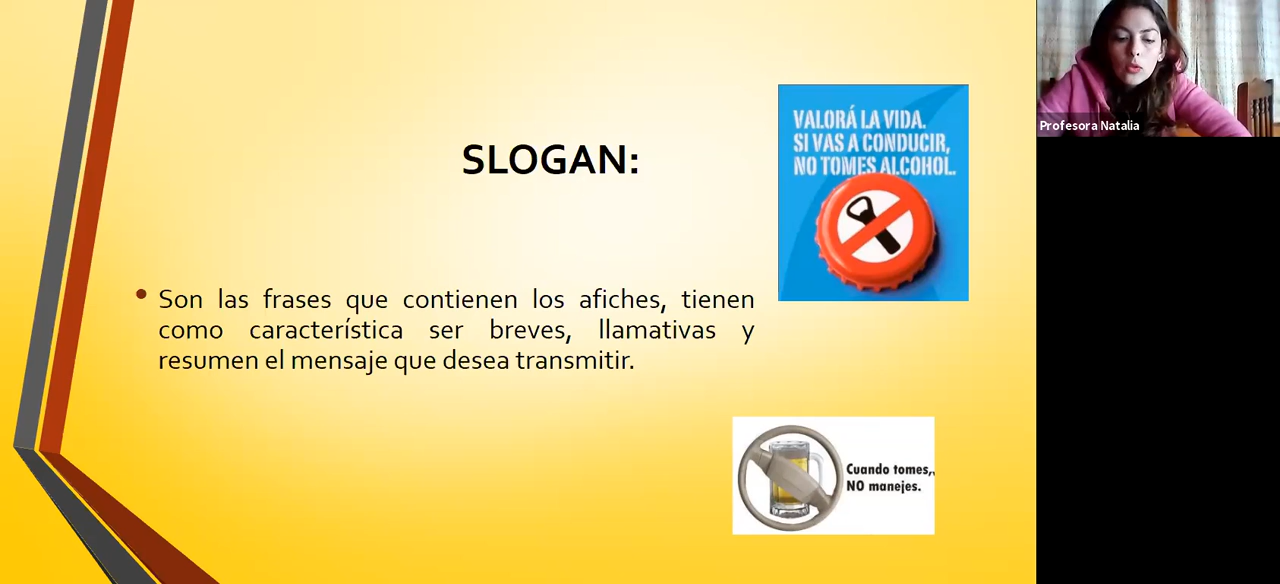 SLOGAN:
Son las frases que contienen los afiches, tienen
como característica ser breves, llamativas y
resumen el mensaje que desea transmitir.
VALORÁ LA VIDA.
SI VAS A CONDUCIR,
NO TOMES ALCOHOL.
Cuando tomes,.
NO manejes.
Profesora Natalia